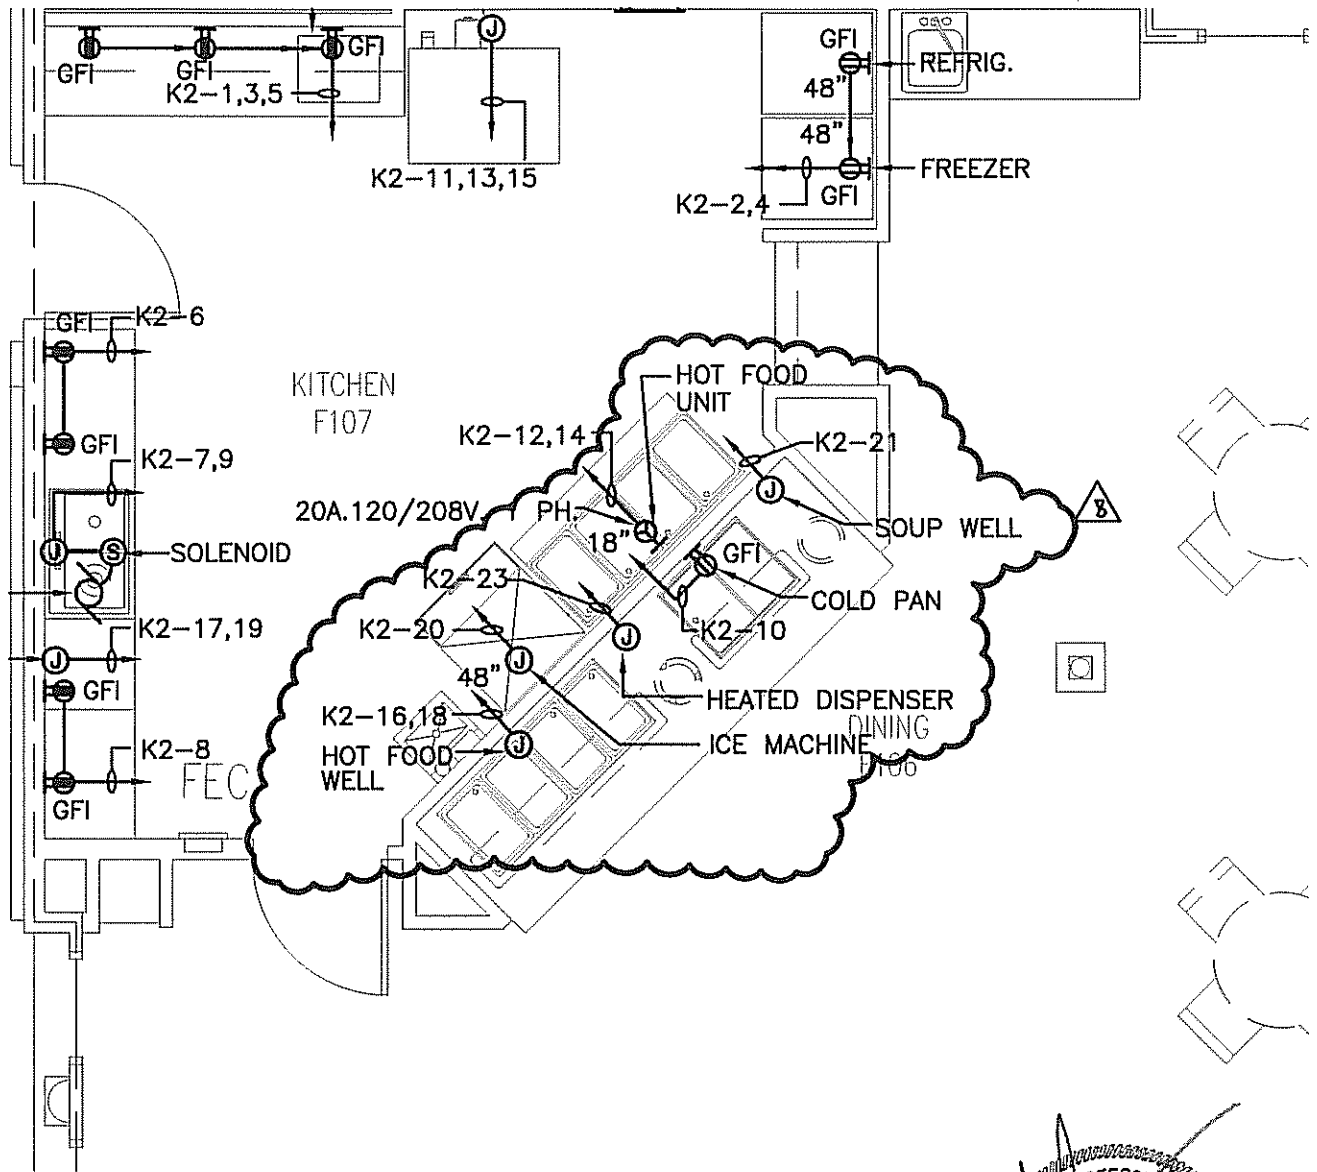 J
GFI
GFI
GFI
K2-1,3,5
K2-11,13,15
GFI
REFRIG.
48"
48"
FREEZER
GFI
K2-2,4
GFI
K2-6
GFI
KITCHEN
F107
K2-7,9
J
S
SOLENOID
HOT FOOD
UNIT
K2-12,14
K2-21
J
SOUP WELL
20A.120/208V.
PH.
18"
GFI
COLD PAN
K2-10
K2-23
J
HEATED DISPENSER
K2-20
J
48"
ICE MACHINE
K2-16,18
J
HOT FOOD
WELL
8
DINING
F106
K2-17,19
J
GFI
K2-8
GFI
FEC